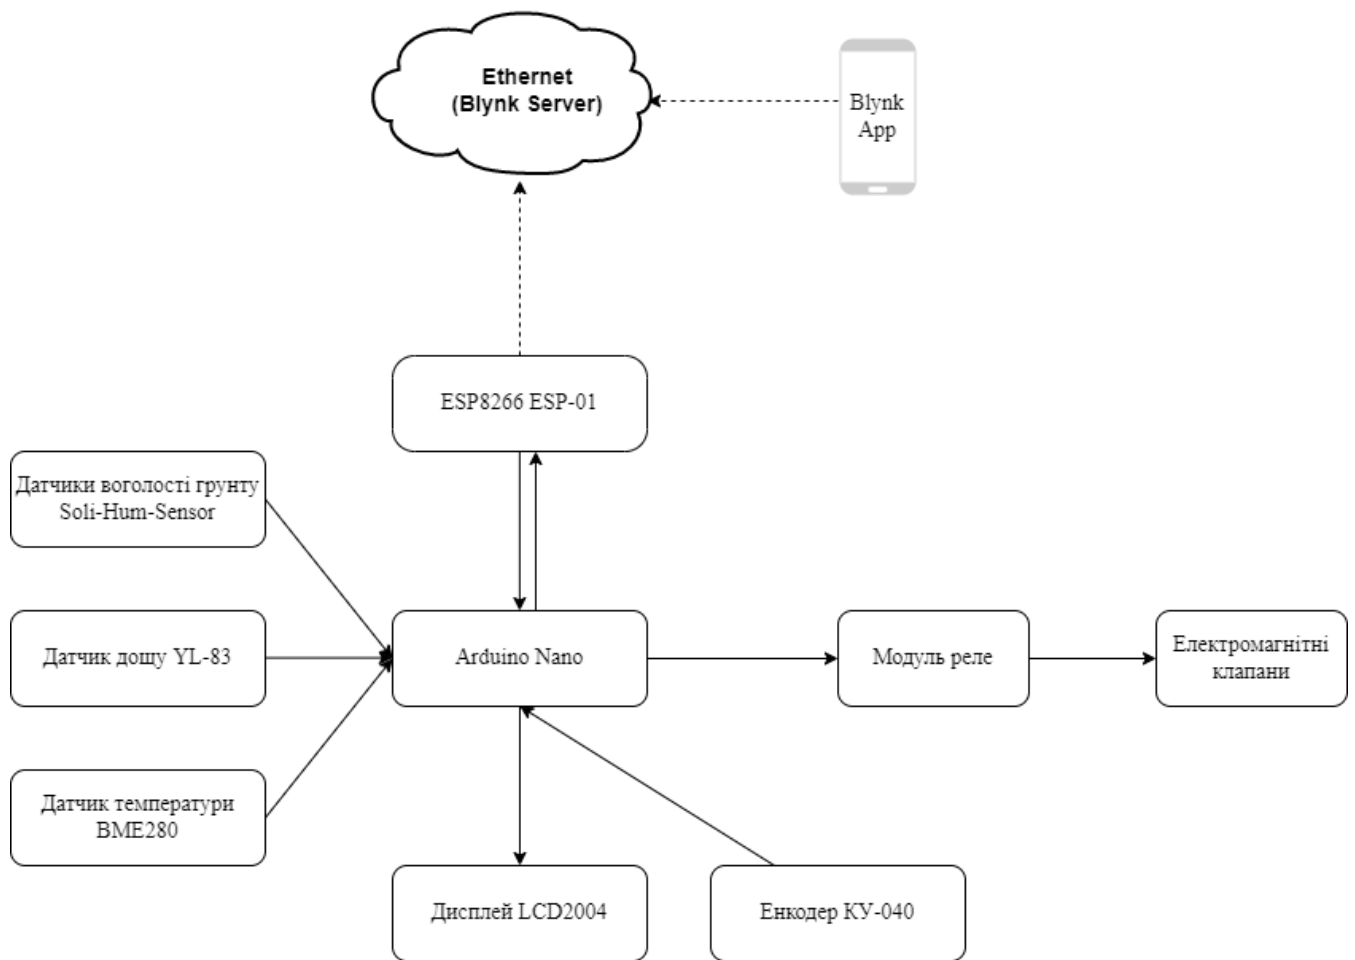 Ethernet
(Blynk Server)
Blynk
App
ESP8266 ESP-01
Датчики воголості грунту
Soli-Hum-Sensor
Датчик дощу YL-83
Arduino Nano
Модуль реле
Електромагнітні
клапани
Датчик температури
BME280
Дисплей LCD2004
Енкодер КУ-040